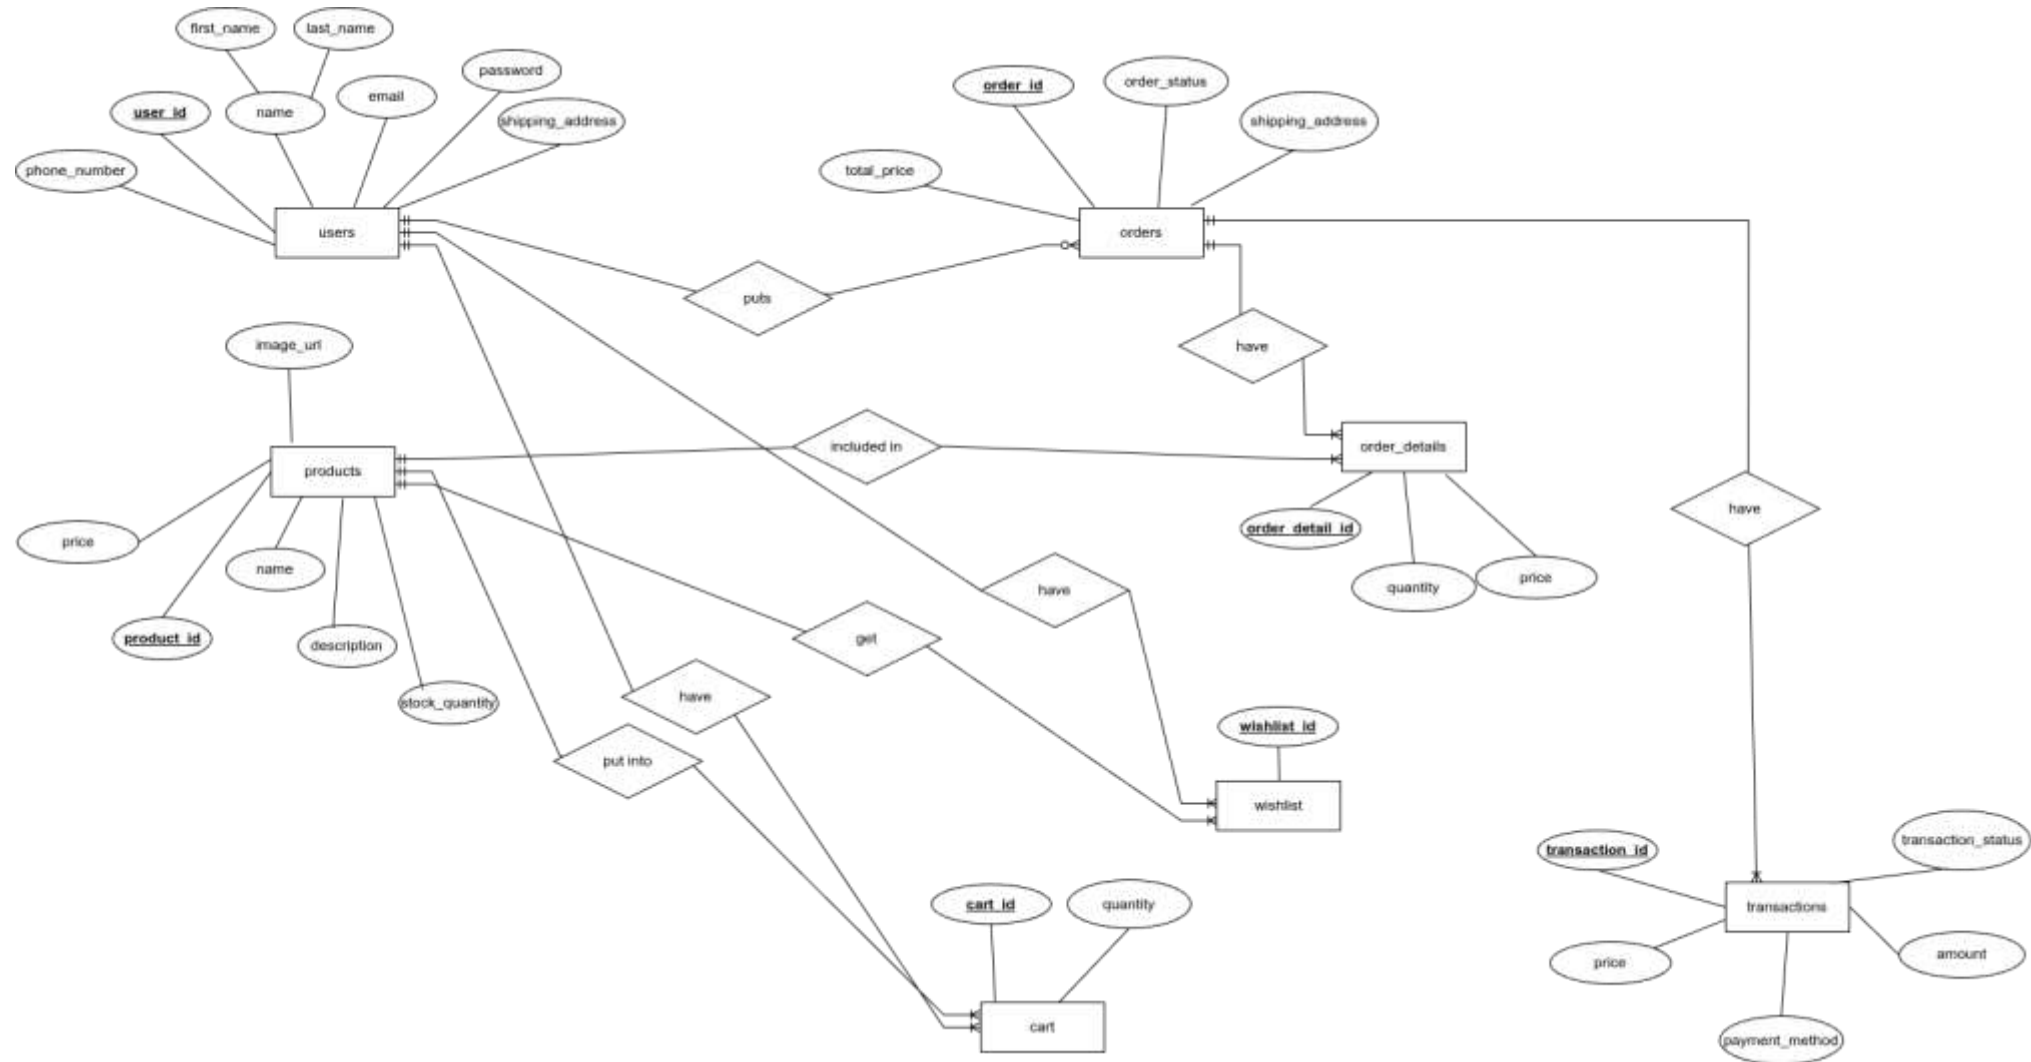 first_name
last_name
password
email
user_id
name
shipping_address
phone_number
users
order_id
order_status
shipping_address
total_price
orders
puts
image_url
have
products
included in
order_details
price
name
product_id
description
stock_quantity
order_detail_id
quantity
price
have
have
get
have
put into
wishlist_id
wishlist
cart_id
quantity
cart
transaction_id
transaction_status
transactions
price
amount
payment_method